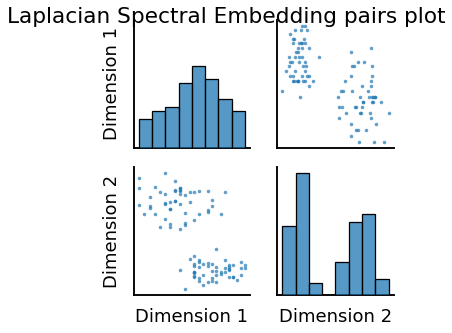 Laplacian Spectral Embedding pairs plot
Dimension 1
Dimension 2
Dimension 1
Dimension 2